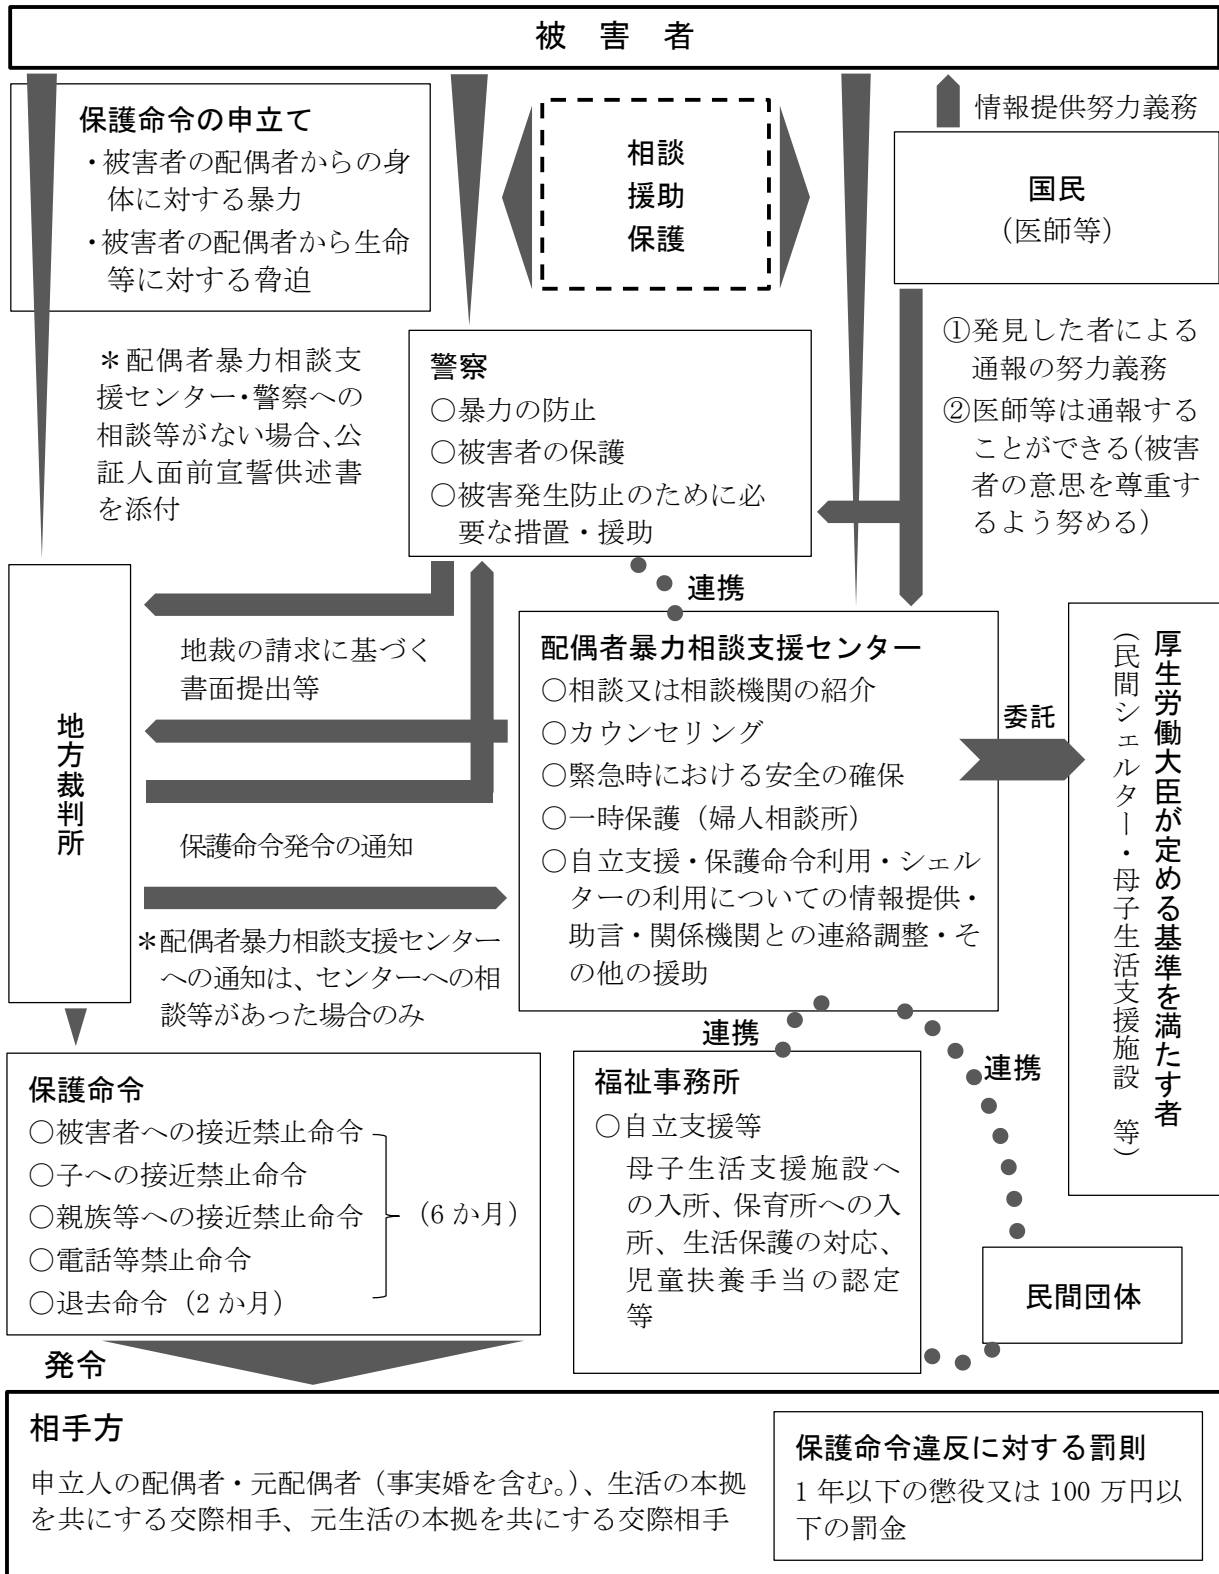 被害者
保護命令の申立て
・被害者の配偶者からの身
体に対する暴力
・被害者の配偶者から生命
等に対する脅迫
相談
援助
保護
情報提供努力義務
国民
（医師等）
①発見した者による
通報の努力義務
②医師等は通報する
ことができる（被害
者の意思を尊重す
るよう努める）
＊配偶者暴力相談支
援センター・警察への
相談等がない場合、公
証人面前宣誓供述書
を添付
警察
○暴力の防止
○被害者の保護
○被害発生防止のために必
要な措置・援助
連携
地方裁判所
地裁の請求に基づく
書面提出等
保護命令発令の通知
＊配偶者暴力相談支援センター
への通知は、センターへの相
談等があった場合のみ
配偶者暴力相談支援センター
○相談又は相談機関の紹介
○カウンセリング
○緊急時における安全の確保
○一時保護（婦人相談所）
○自立支援・保護命令利用・シェル
ターの利用についての情報提供・
助言・関係機関との連絡調整・そ
の他の援助
委託
厚生労働大臣が定める基準を満たす者
（民間シェルター・母子生活支援施設　等）
連携
連携
保護命令
○被害者への接近禁止命令
○子への接近禁止命令
○親族等への接近禁止命令
○電話等禁止命令
○退去命令（2か月）
（6か月）
福祉事務所
○自立支援等
母子生活支援施設へ
の入所、保育所への入
所、生活保護の対応、
児童扶養手当の認定
等
民間団体
発令
相手方
申立人の配偶者・元配偶者（事実婚を含む。）、生活の本拠
を共にする交際相手、元生活の本拠を共にする交際相手
保護命令違反に対する罰則
1年以下の懲役又は100万円以
下の罰金